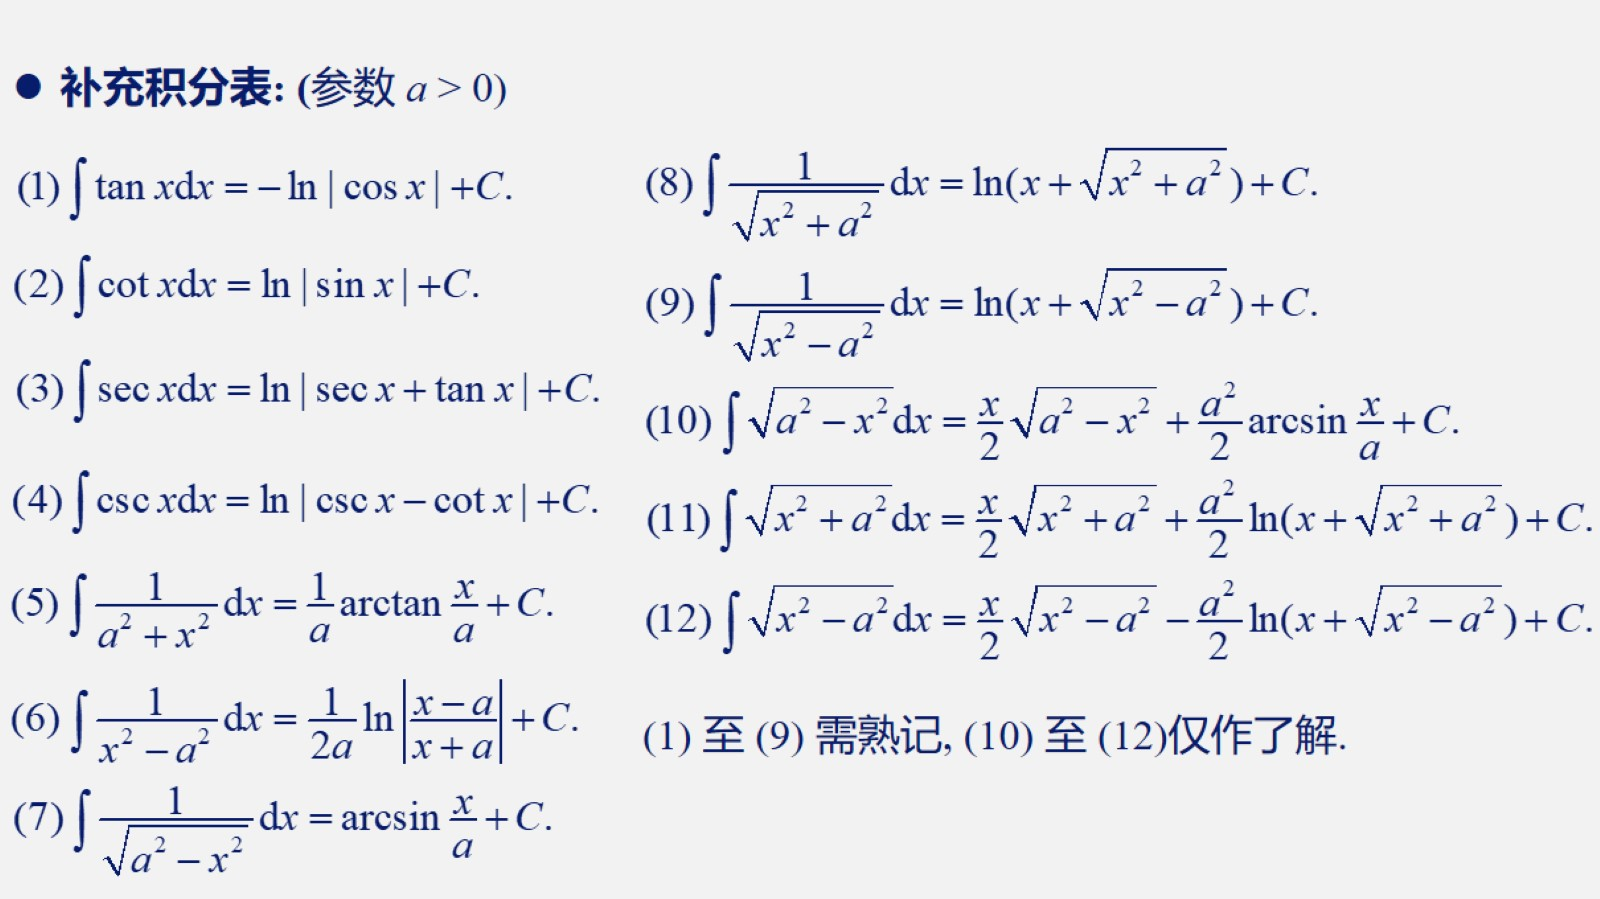 ● 补充积分表: (参数 a > 0)
(1) ∫ tan xdx = −ln | cos x | +C.
(2) ∫ cot xdx = ln | sin x | +C.
(3) ∫ sec xdx = ln | sec x + tan x | +C.
(4) ∫ csc xdx = ln | csc x − cot x | +C.
(5) ∫ 1/(a² + x²) dx = 1/a arctan x/a + C.
(6) ∫ 1/(x² − a²) dx = 1/(2a) ln |(x − a)/(x + a)| + C.
(7) ∫ 1/√(a² − x²) dx = arcsin x/a + C.
(8) ∫ 1/√(x² + a²) dx = ln(x + √(x² + a²)) + C.
(9) ∫ 1/√(x² − a²) dx = ln(x + √(x² − a²)) + C.
(10) ∫ √(a² − x²) dx = x/2 √(a² − x²) + a²/2 arcsin x/a + C.
(11) ∫ √(x² + a²) dx = x/2 √(x² + a²) + a²/2 ln(x + √(x² + a²)) + C.
(12) ∫ √(x² − a²) dx = x/2 √(x² − a²) − a²/2 ln(x + √(x² − a²)) + C.
(1) 至 (9) 需熟记, (10) 至 (12)仅作了解.